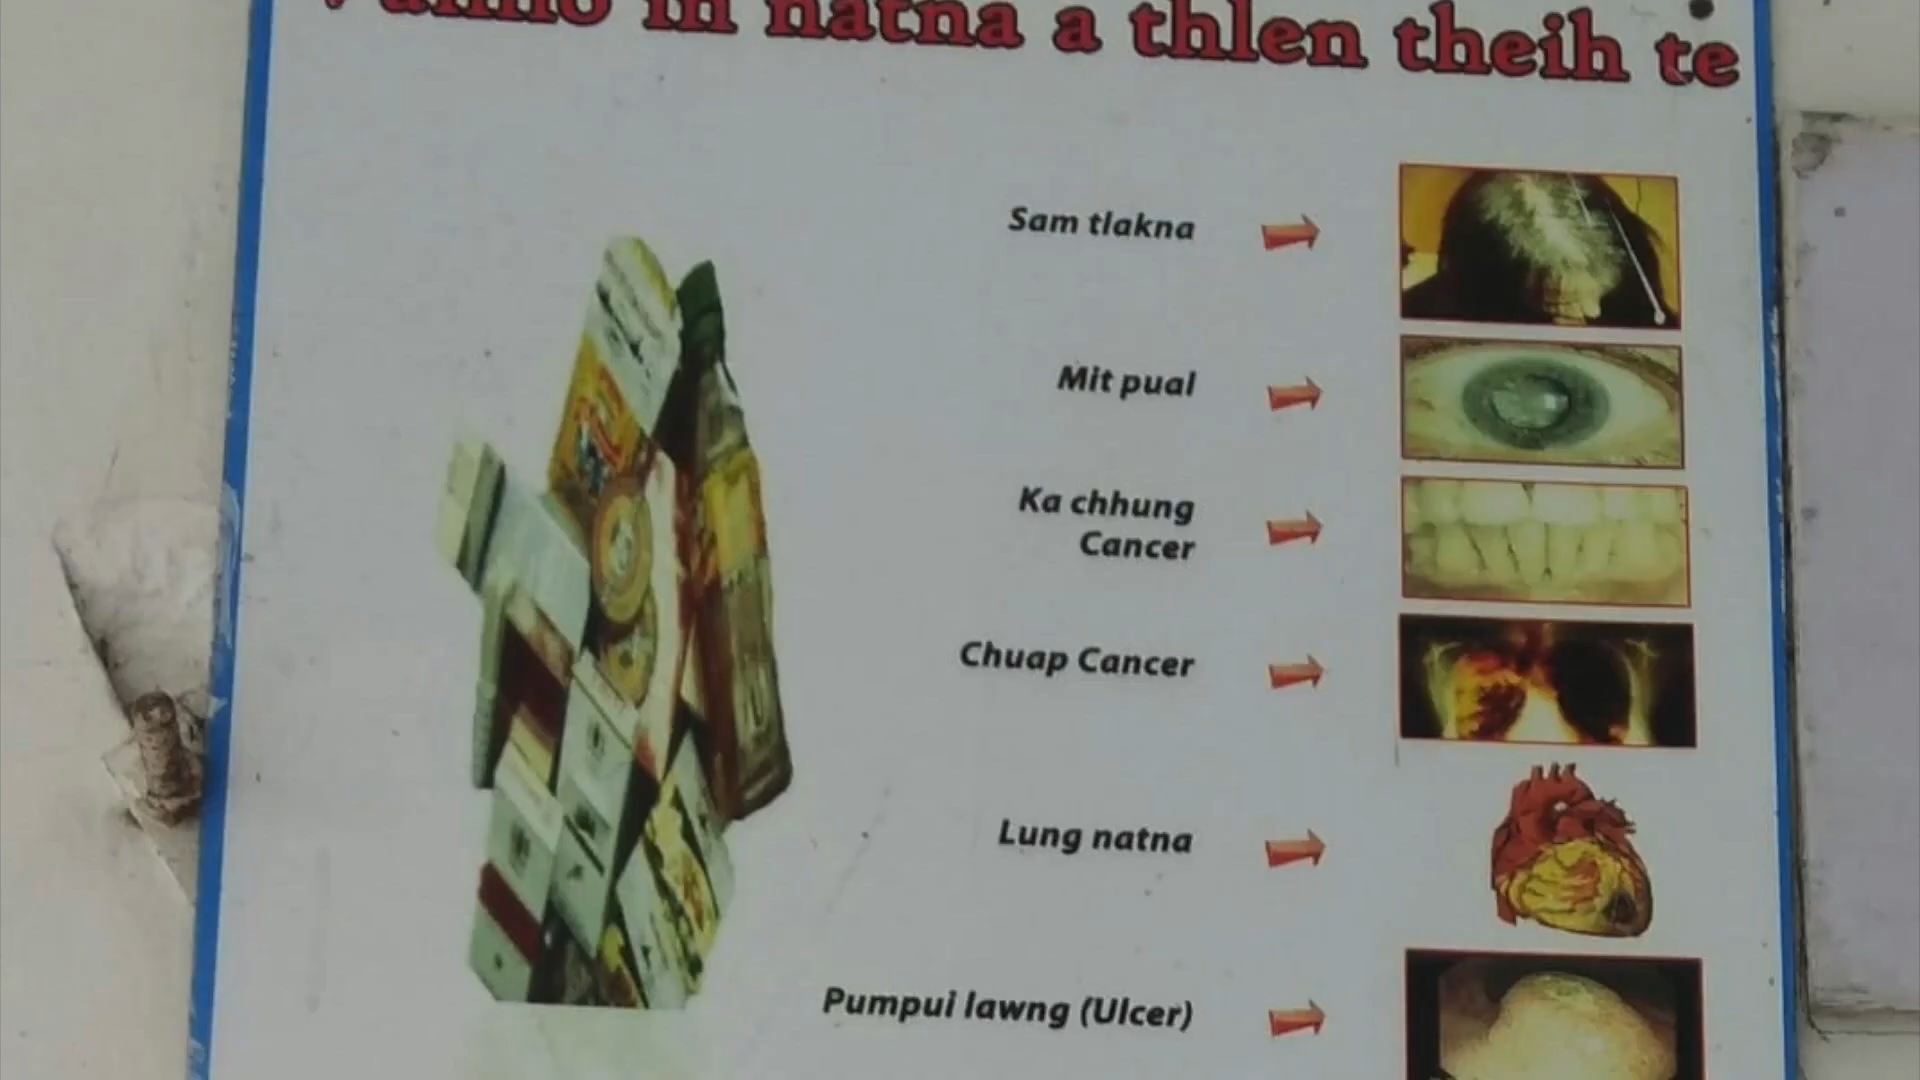 in natna a thlen theih te
Sam tlakna
Mit pual
Ka chhung
Cancer
Chuap Cancer
Lung natna
Pumpui lawng (Ulcer)